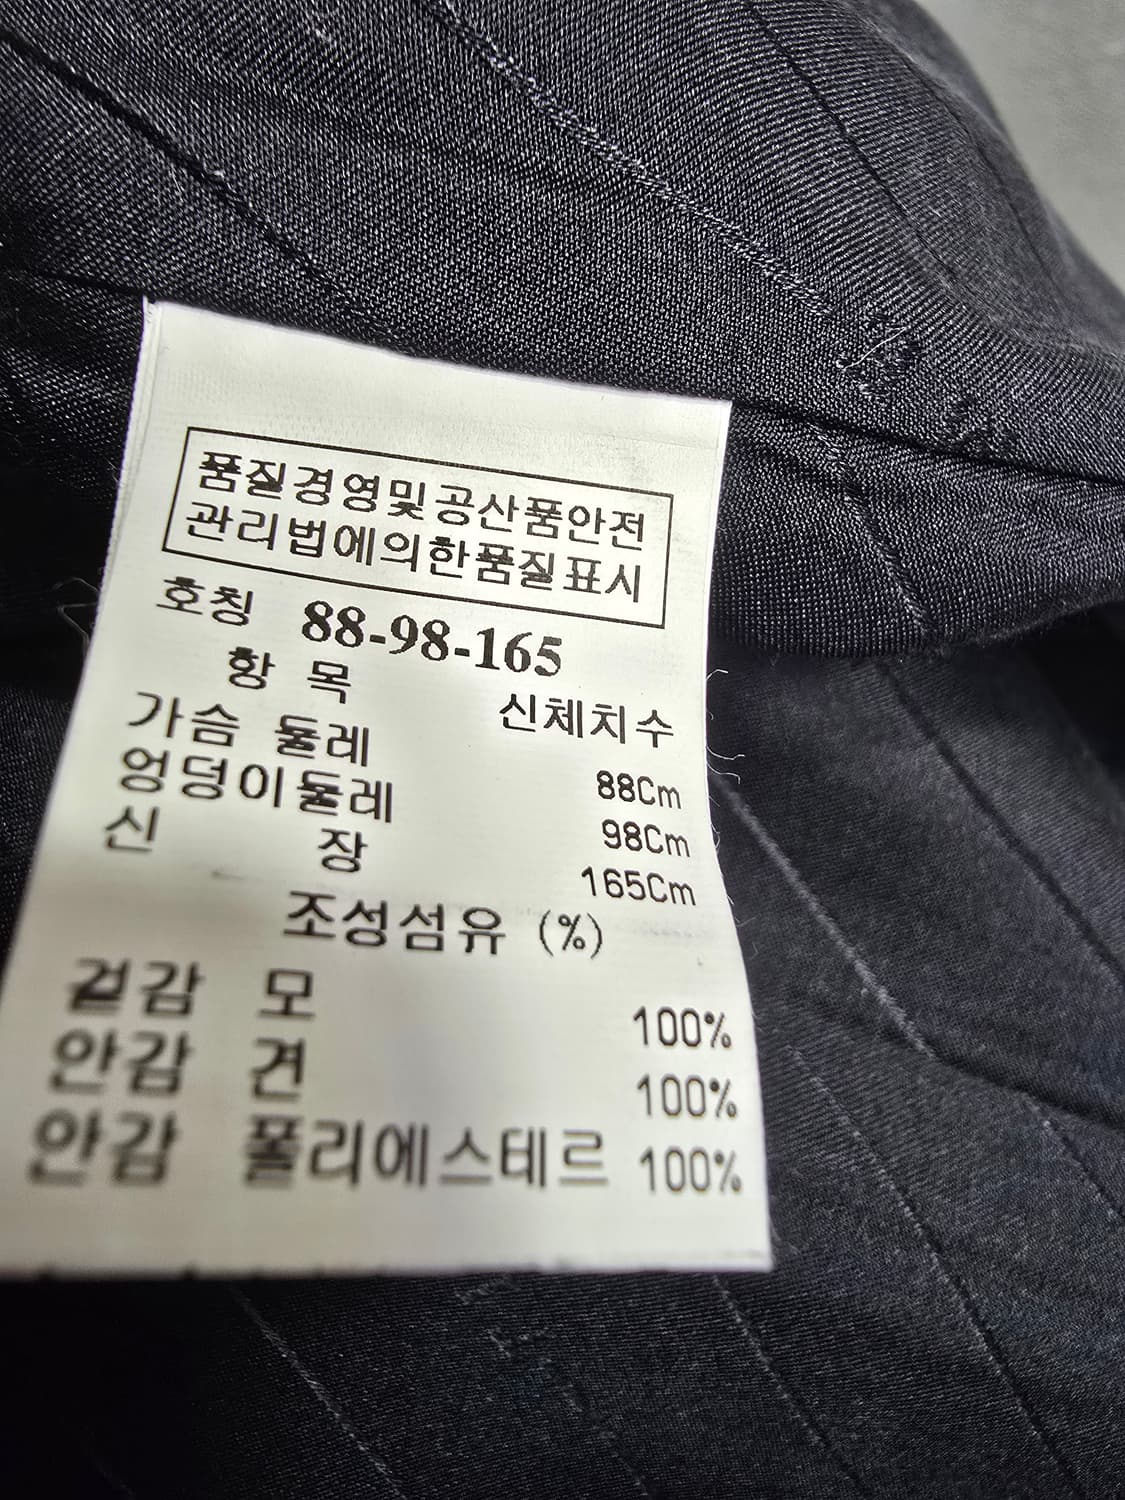 품질경영및공산품안전
관리법에의한품질표시
호칭 88-98-165
항 목 신체치수
가슴 둘레 88Cm
엉덩이둘레 98Cm
신 장 165Cm
조성섬유 (%)
겉감 모 100%
안감 견 100%
안감 폴리에스테르 100%